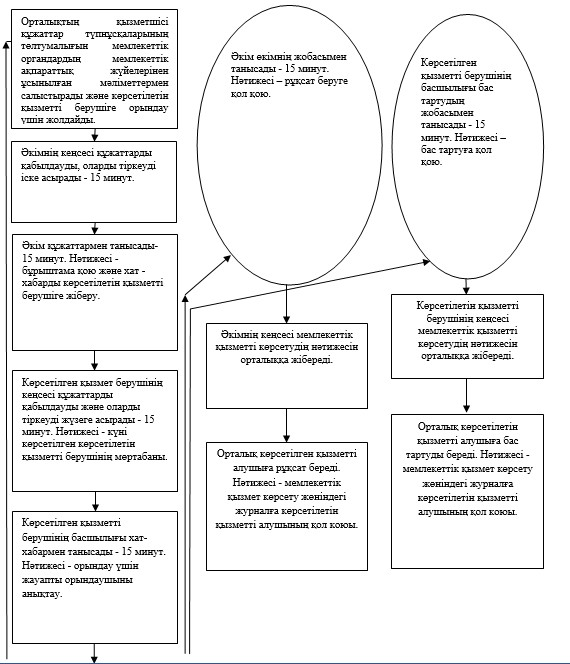 Орталықтың қызметшісі
құжаттар түпнұсқаларының
төлтумалығын мемлекеттік
органдардың мемлекеттік
ақпараттық жүйелерінен
ұсынылған мәліметтермен
салыстырады және көрсетілетін
қызметті берушіге орындау
үшін жолдайды.
Әкімнің кеңсесі құжаттарды
қабылдауды, оларды тіркеуді
іске асырады - 15 минут.
Әкім құжаттармен танысады-
15 минут. Нәтижесі -
бұрыштама қою және хат -
хабарды көрсетілетін қызметті
берушіге жіберу.
Көрсетілген қызмет берушінің
кеңсесі құжаттарды
қабылдауды және оларды
тіркеуді жүзеге асырады - 15
минут. Нәтижесі - күні
көрсетілген көрсетілетін
қызметті берушінің мөртабаны.
Көрсетілген қызметті
берушінің басшылығы хат-
хабармен танысады - 15 минут.
Нәтижесі - орындау үшін
жауапты орындаушыны
анықтау.
Әкім өкімнің жобасымен
танысады - 15 минут.
Нәтижесі – рұқсат беруге
қол қою.
Әкімнің кеңсесі мемлекеттік
қызметті көрсетудің нәтижесін
орталыққа жібереді.
Орталық көрсетілген қызметті
алушыға рұқсат береді.
Нәтижесі - мемлекеттік
қызмет көрсету жөніндегі
журналға көрсетілетін
қызметті алушының қол қоюы.
Көрсетілген
қызметті берушінің
басшылығы бас
тартудың
жобасымен
танысады - 15
минут. Нәтижесі –
бас тартуға қол
қою.
Көрсетілетін қызметті
берушінің кеңсесі
мемлекеттік қызметті
көрсетудің нәтижесін
орталыққа жібереді.
Орталық көрсетілетін
қызметті алушыға бас
тартуды береді. Нәтижесі -
мемлекеттік қызмет көрсету
жөніндегі журналға
көрсетілетін қызметті
алушының қол қоюы.